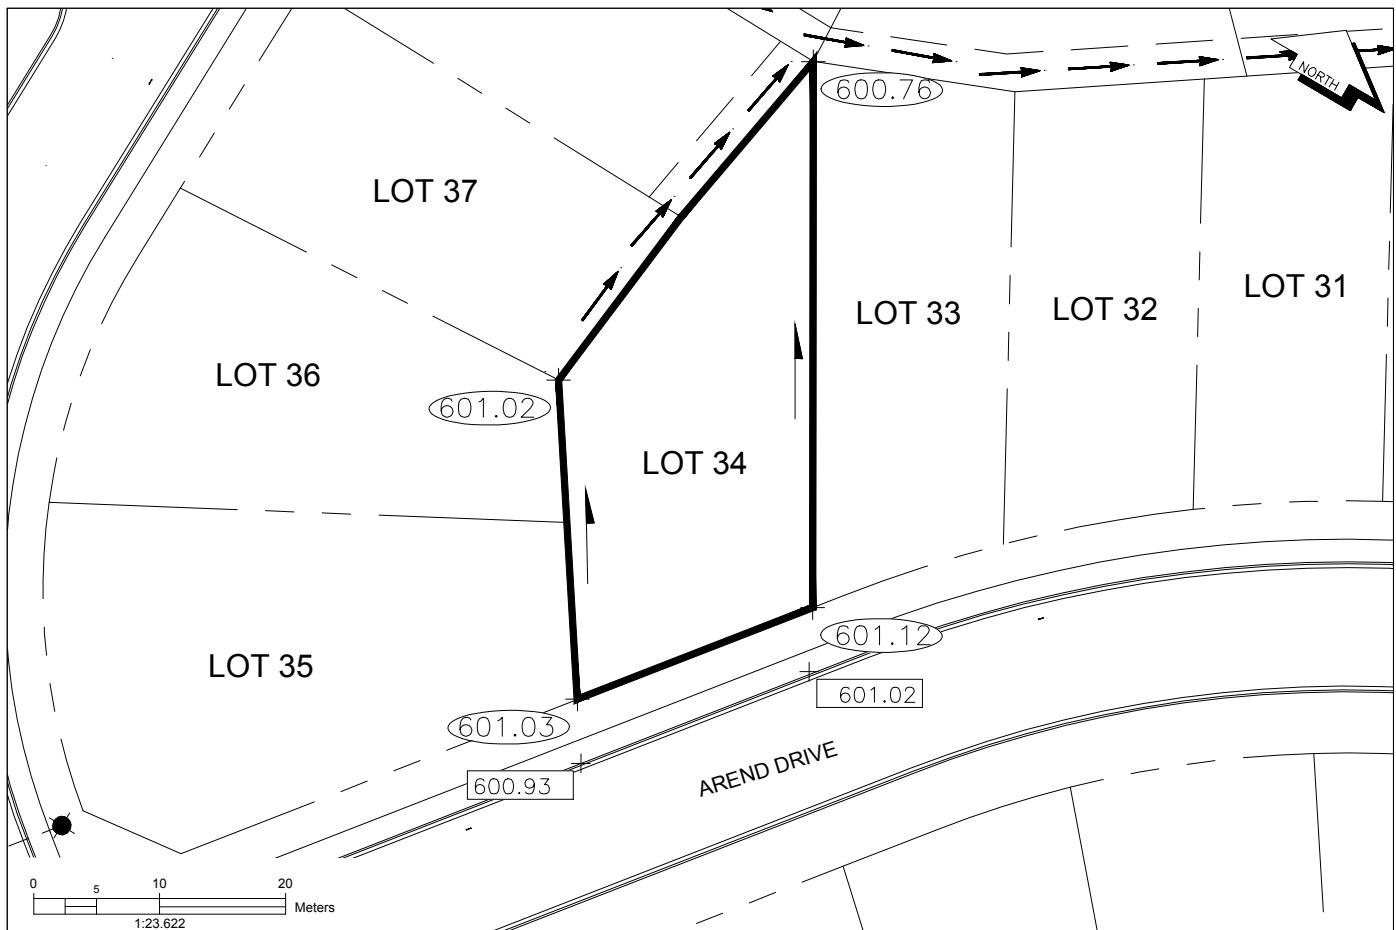 NORTH
600.76
LOT 37
LOT 31
LOT 32
LOT 33
LOT 36
601.02
LOT 34
601.12
LOT 35
601.02
601.03
600.93
AREND DRIVE
0 5 10 20
Meters
1:23.622